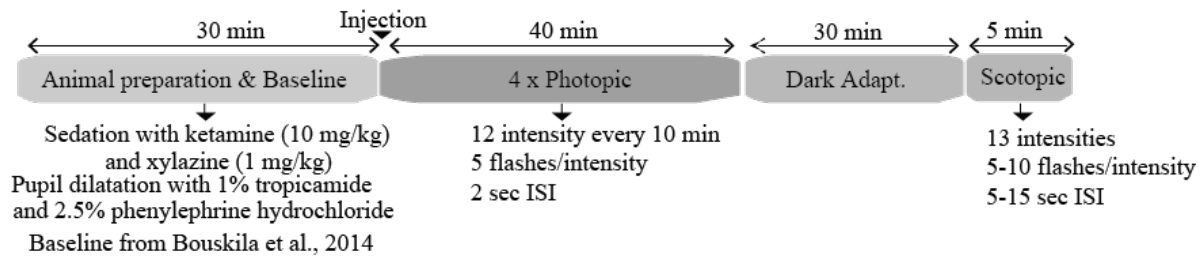 Injection
30 min
40 min
30 min
5 min
Animal preparation & Baseline
4 x Photopic
Dark Adapt.
Scotopic
Sedation with ketamine (10 mg/kg)
and xylazine (1 mg/kg)
Pupil dilatation with 1% tropicamide
and 2.5% phenylephrine hydrochloride
Baseline from Bouskila et al., 2014
12 intensity every 10 min
5 flashes/intensity
2 sec ISI
13 intensities
5-10 flashes/intensity
5-15 sec ISI